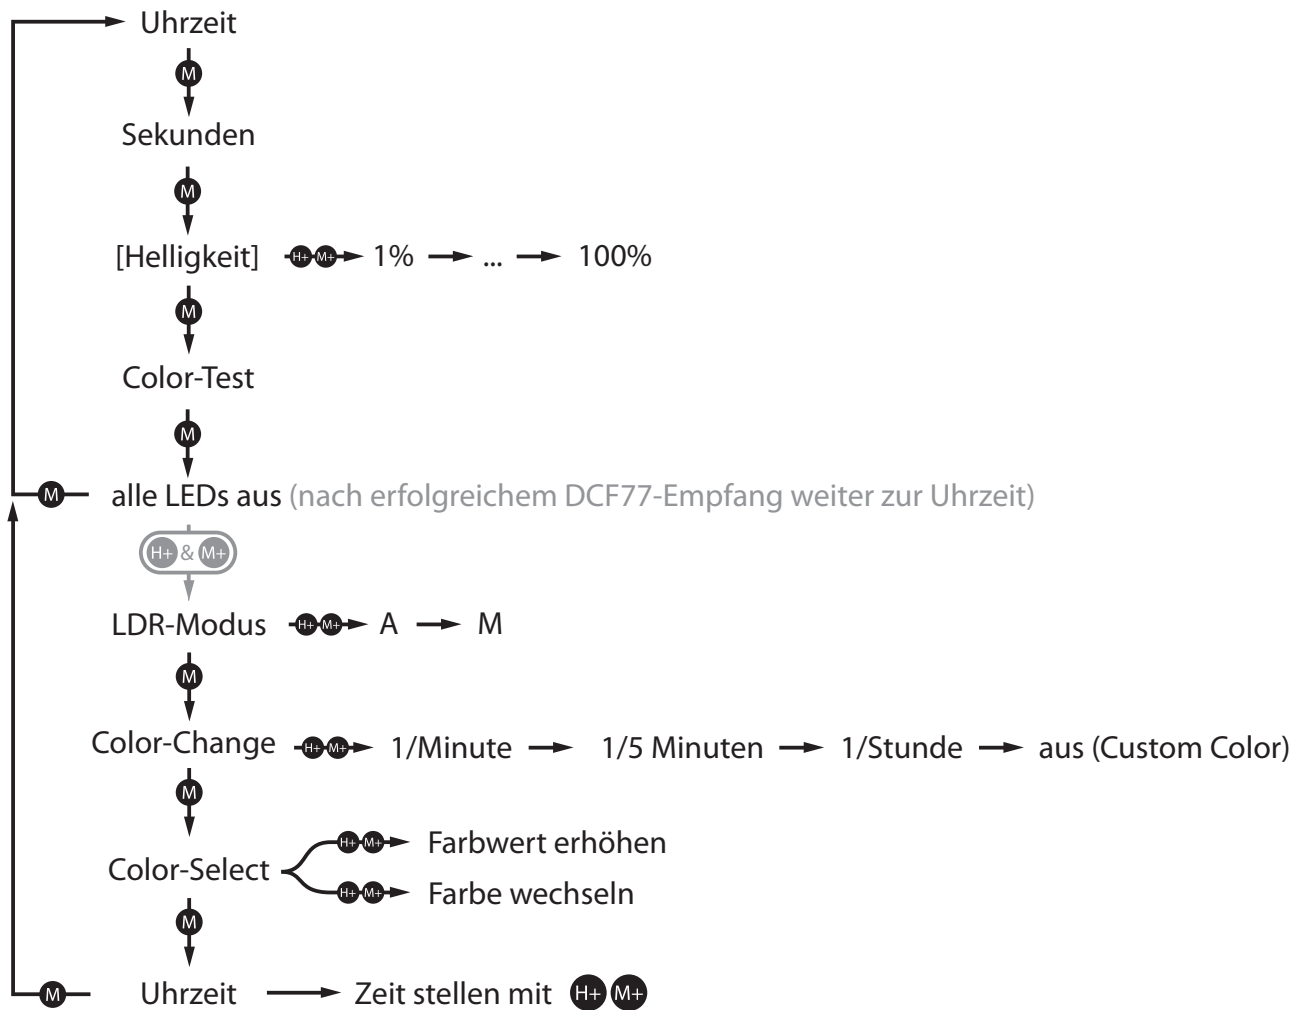 Uhrzeit
M
Sekunden
M
[Helligkeit] H+ M+ 1% ... 100%
M
Color-Test
M
M alle LEDs aus (nach erfolgreichem DCF77-Empfang weiter zur Uhrzeit)
H+ & M+
LDR-Modus H+ M+ A M
M
Color-Change H+ M+ 1/Minute 1/5 Minuten 1/Stunde aus (Custom Color)
M
H+ M+ Farbwert erhöhen
Color-Select
H+ M+ Farbe wechseln
M
M Uhrzeit Zeit stellen mit H+ M+